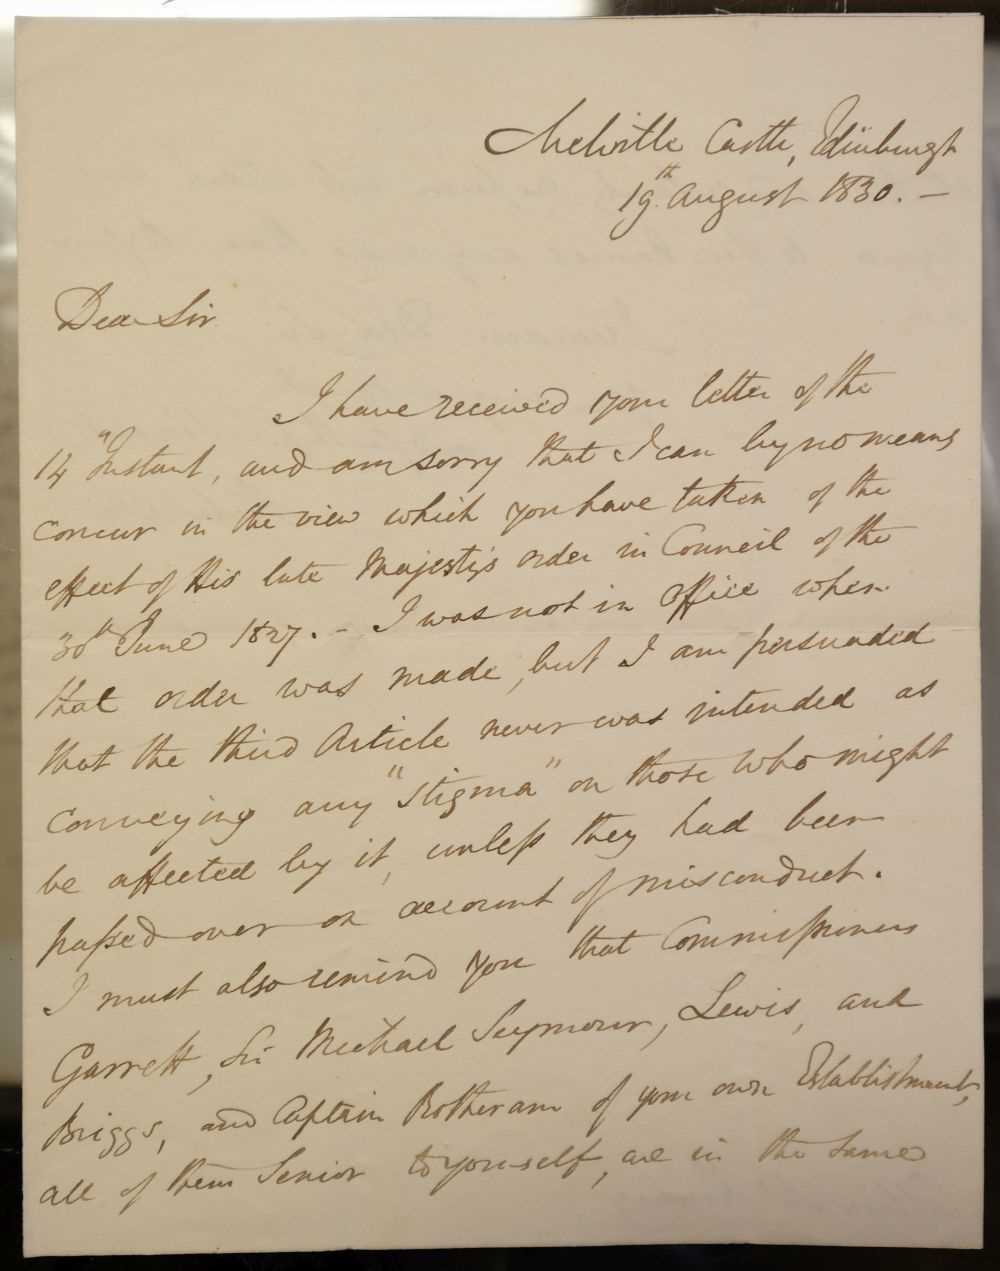 Melville Castle, Edinburgh
19th August 1830. —
Dear Sir
I have received your letter of the
14" Instant, and am sorry that I can by no means
concur in the view which you have taken of the
effect of His late Majesty's order in Council of the
30th June 1827. – I was not in Office when
that order was made, but I am persuaded
that the third Article never was intended as
conveying any "Stigma" on those who might
be affected by it, unless they had been
passed over on account of misconduct.
I must also remind you that Commissioners
Garrett, Sir Michael Seymour, Lewis, and
Briggs, and Captain Rotheram of your own Establishment,
all of them Senior to yourself, are in the same